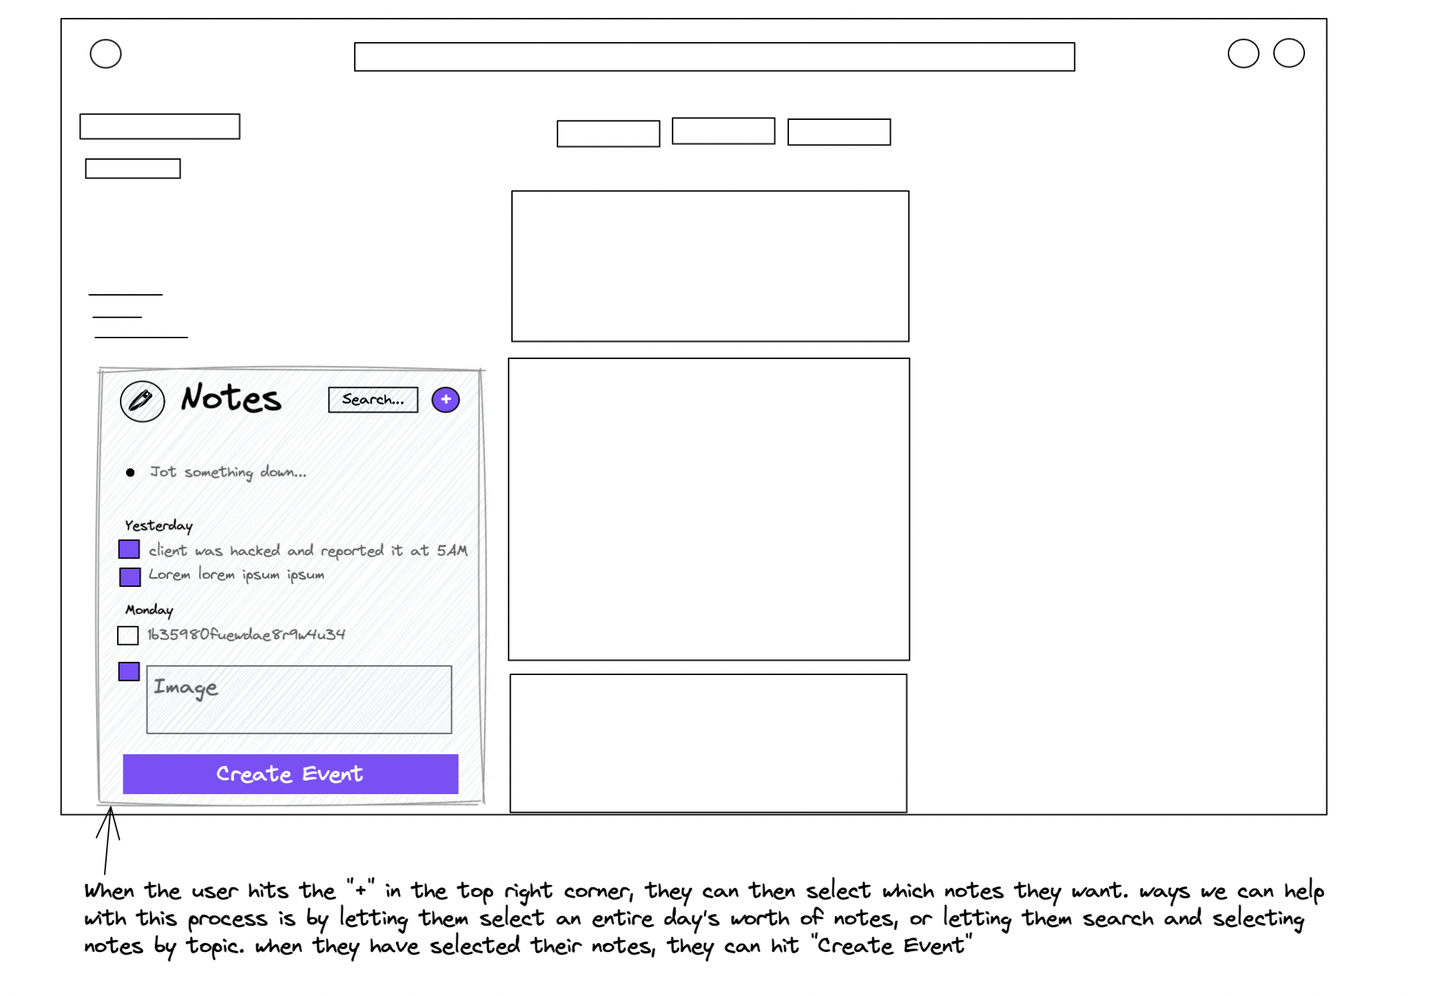 Notes
Search...
+
Jot something down...
Yesterday
client was hacked and reported it at 5AM
Lorem lorem ipsum ipsum
Monday
1b35980fuewdae8r9w4u34
Image
Create Event
When the user hits the "+" in the top right corner, they can then select which notes they want. ways we can help
with this process is by letting them select an entire day's worth of notes, or letting them search and selecting
notes by topic. when they have selected their notes, they can hit "Create Event"